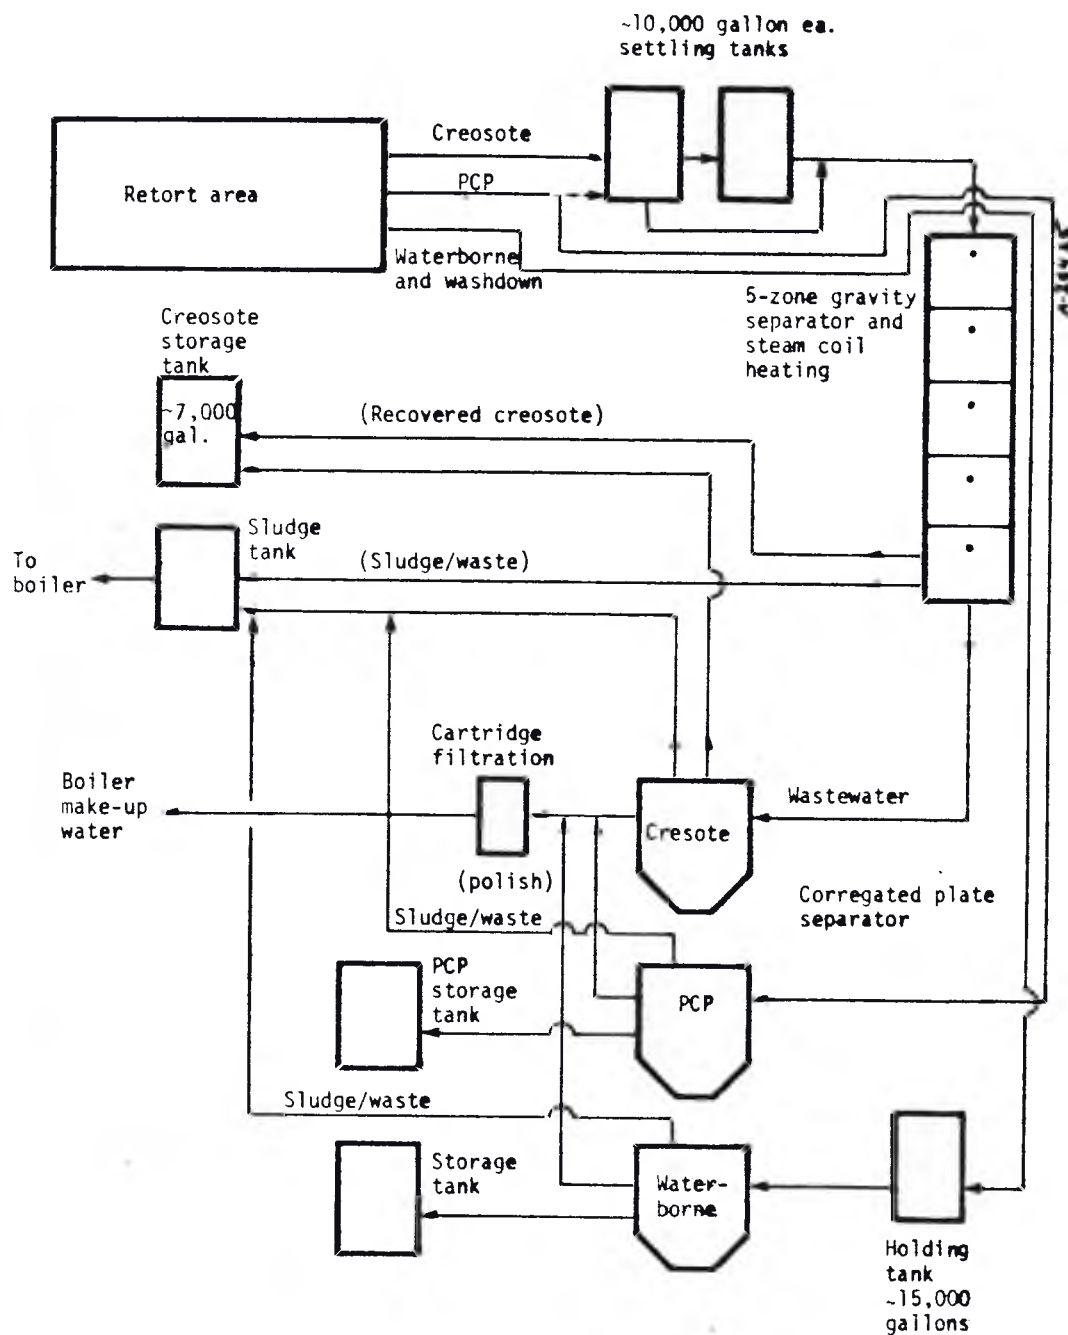 ~10,000 gallon ea.
settling tanks
Creosote
Retort area
PCP
Waterborne
and washdown
5-zone gravity
separator and
steam coil
heating
Creosote
storage
tank
~7,000
gal.
(Recovered creosote)
Sludge
tank
To
boiler
(Sludge/waste)
Cartridge
filtration
Boiler
make-up
water
Wastewater
Cresote
(polish)
Corregated plate
separator
Sludge/waste
PCP
storage
tank
PCP
Sludge/waste
Storage
tank
Water-
borne
Holding
tank
~15,000
gallons